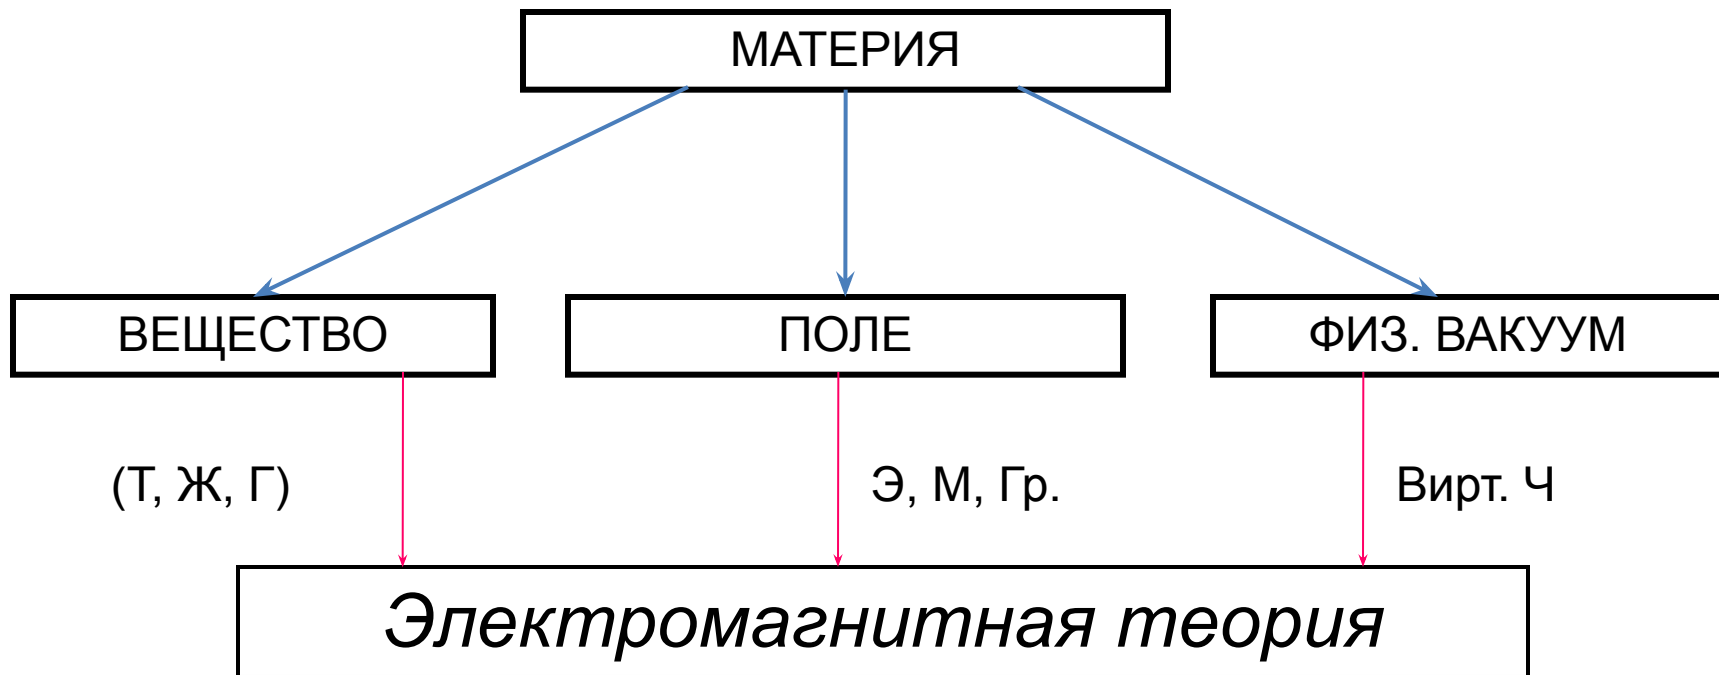 МАТЕРИЯ
ВЕЩЕСТВО
ПОЛЕ
ФИЗ. ВАКУУМ
(Т, Ж, Г)
Э, М, Гр.
Вирт. Ч
Электромагнитная теория